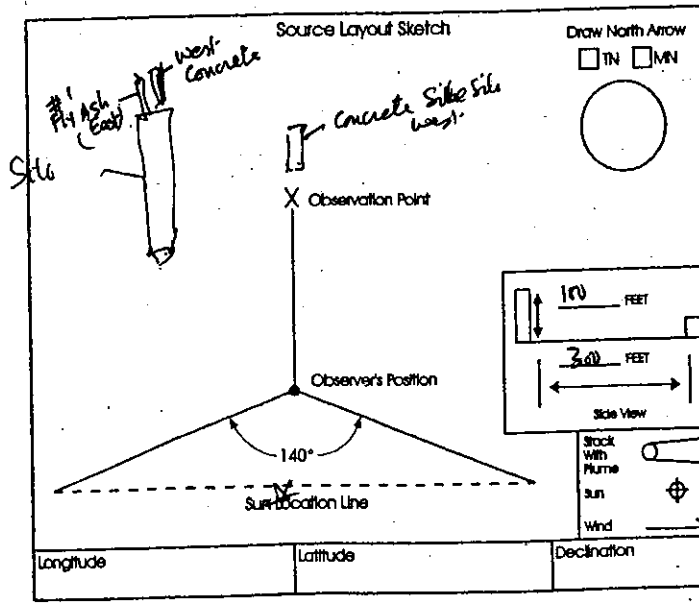 Source Layout Sketch
Draw North Arrow
TN MN
West
Concrete
#1
Fly Ash
(East)
Silo
Concrete Silo
West
X Observation Point
100 FEET
300 FEET
Side View
Observer's Position
140°
Sun Location Line
Stack
With
Plume
Sun
Wind
Longitude
Latitude
Declination